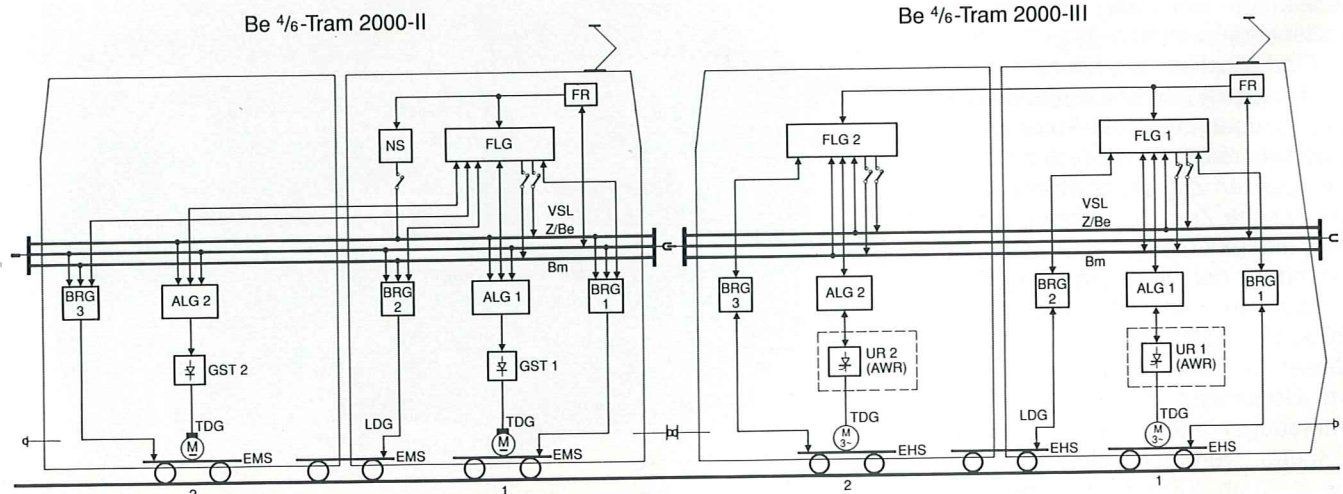 Be 4/6-Tram 2000-II
Be 4/6-Tram 2000-III
FR
NS
FLG
VSL
Z/Be
Bm
BRG 3
ALG 2
BRG 2
ALG 1
BRG 1
GST 2
GST 1
TDG
M
LDG
TDG
M
EMS
EMS
EMS
2
1
FR
FLG 2
FLG 1
VSL
Z/Be
Bm
BRG 3
ALG 2
BRG 2
ALG 1
BRG 1
UR 2
(AWR)
UR 1
(AWR)
TDG
M
3~
LDG
TDG
M
3~
EHS
EHS
EHS
2
1